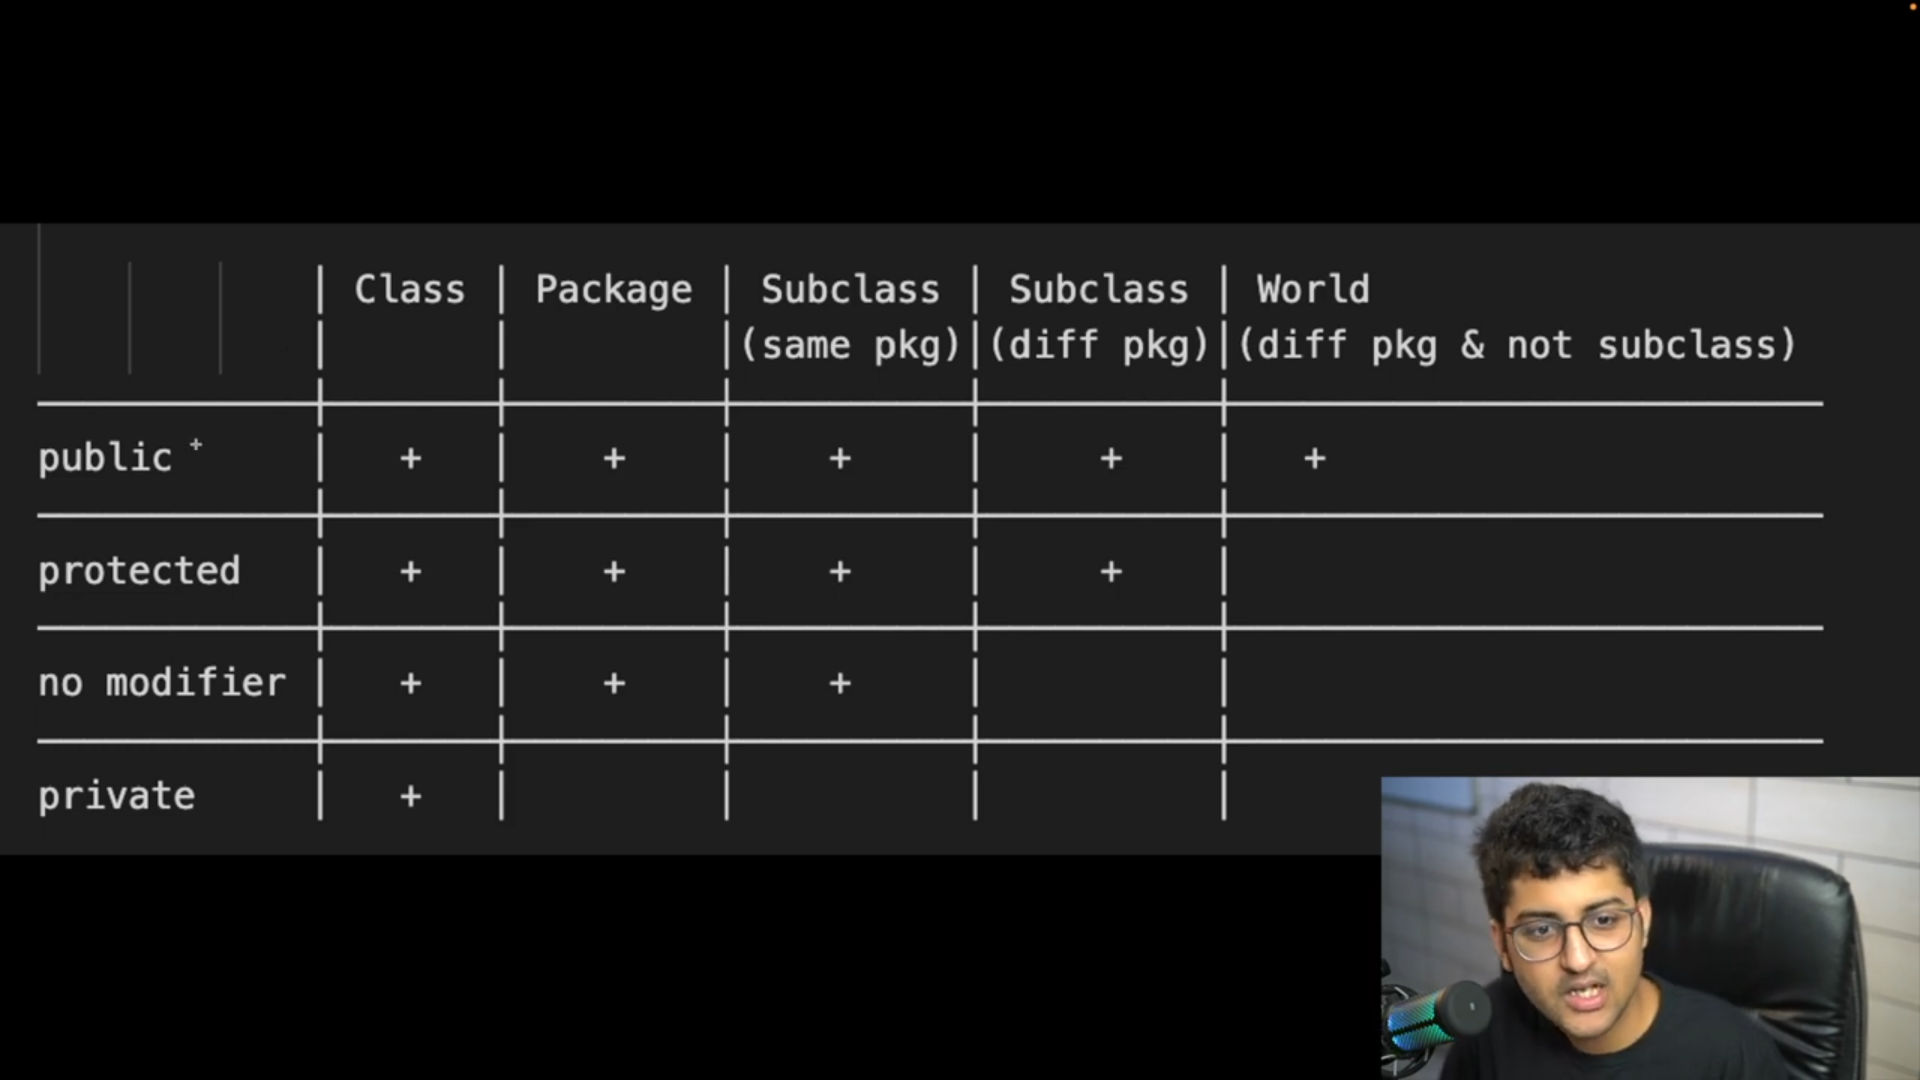 | Class | Package | Subclass | Subclass | World
| | |(same pkg)|(diff pkg)|(diff pkg & not subclass)
public + | + | + | + | + | +
protected | + | + | + | + |
no modifier | + | + | + | |
private | + | | | |